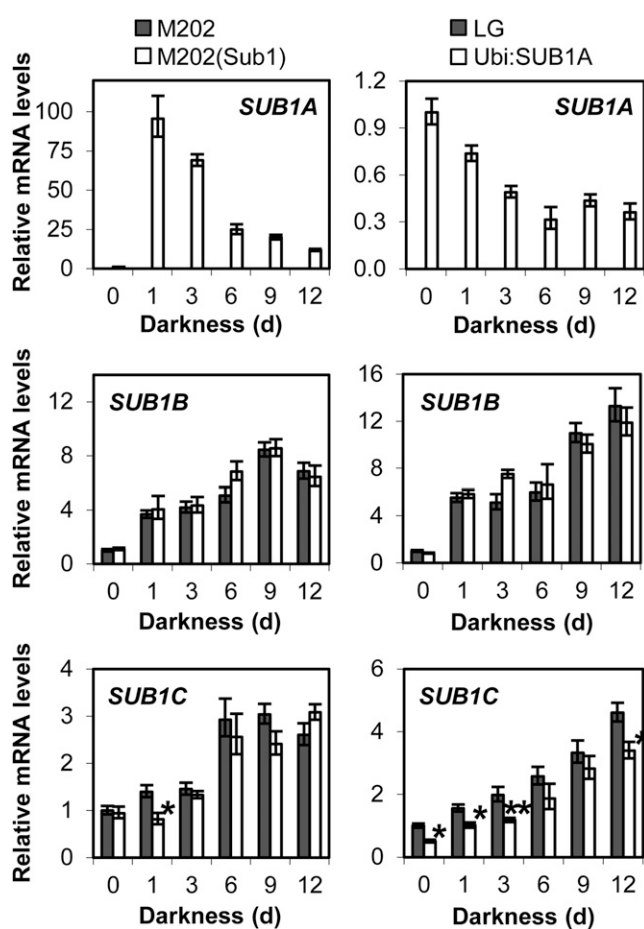 M202
M202(Sub1)
LG
Ubi:SUB1A
Relative mRNA levels
100
75
50
25
0
SUB1A
0 1 3 6 9 12
Darkness (d)
1.2
0.9
0.6
0.3
0.0
SUB1A
0 1 3 6 9 12
Darkness (d)
Relative mRNA levels
12
8
4
0
SUB1B
0 1 3 6 9 12
Darkness (d)
16
12
8
4
0
SUB1B
0 1 3 6 9 12
Darkness (d)
Relative mRNA levels
4
3
2
1
0
SUB1C
*
0 1 3 6 9 12
Darkness (d)
6
4
2
0
SUB1C
* * ** *
0 1 3 6 9 12
Darkness (d)